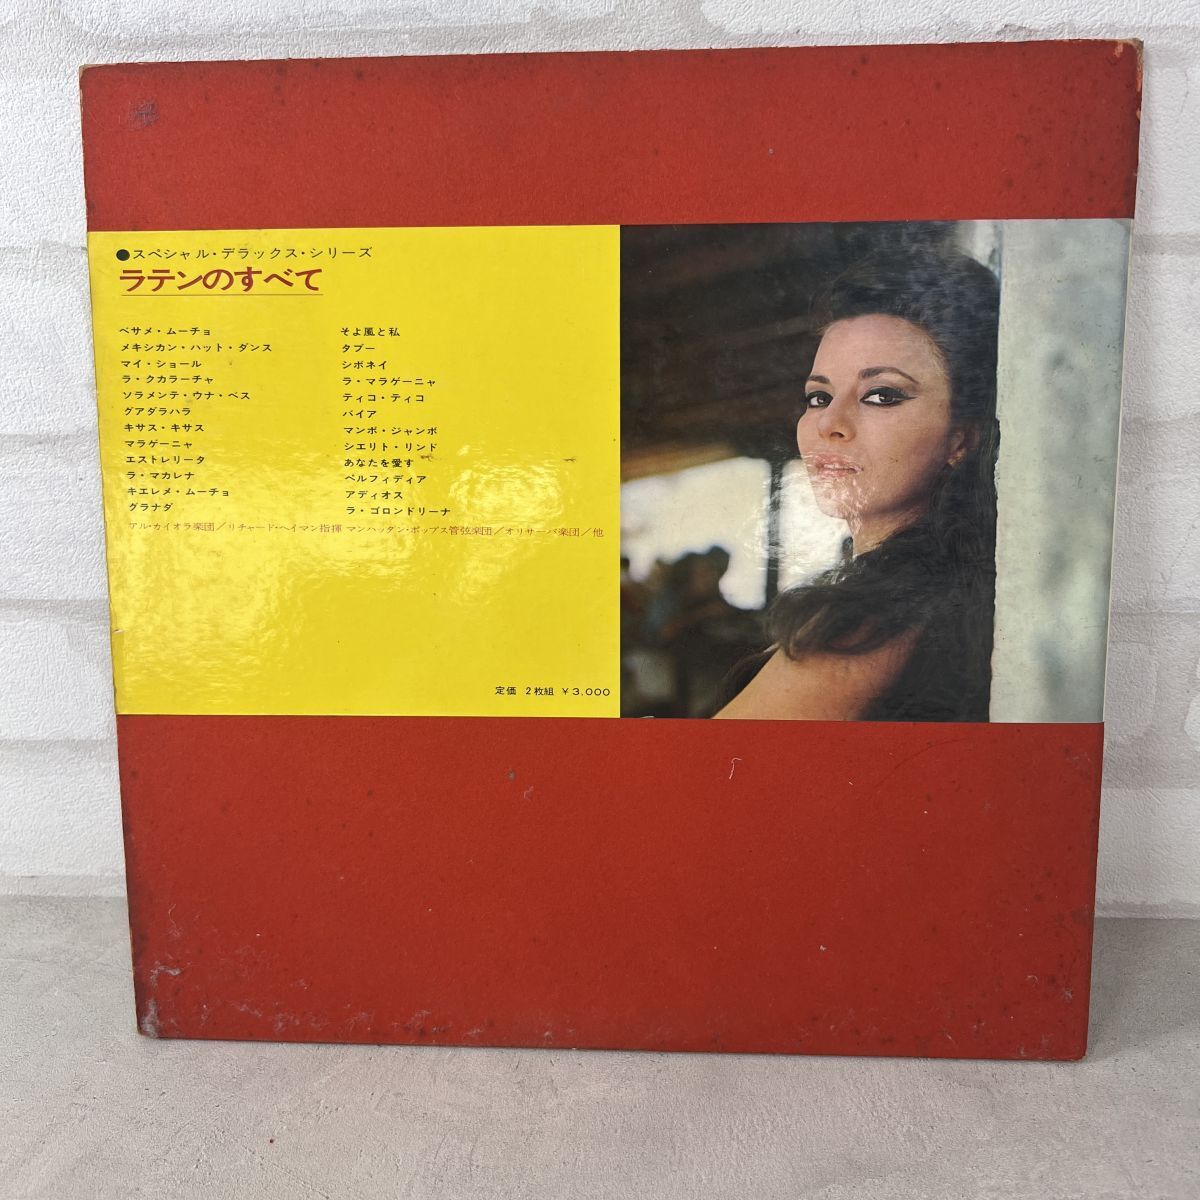 ●スペシャル・デラックス・シリーズ
ラテンのすべて
ベサメ・ムーチョ
メキシカン・ハット・ダンス
マイ・ショール
ラ・クカラーチャ
ソラメンテ・ウナ・ベス
グアダラハラ
キサス・キサス
マラゲーニャ
エストレリータ
ラ・マカレナ
キエレメ・ムーチョ
グラナダ
そよ風と私
タブー
シボネイ
ラ・マラゲーニャ
ティコ・ティコ
バイア
マンボ・ジャンボ
シエリト・リンド
あなたを愛す
ペルフィディア
アディオス
ラ・ゴロンドリーナ
アル・カイオラ楽団／リチャード・ヘイマン指揮 マンハッタン・ポップス管弦楽団／オリサーバ楽団／他
定価 2枚組 ¥3,000